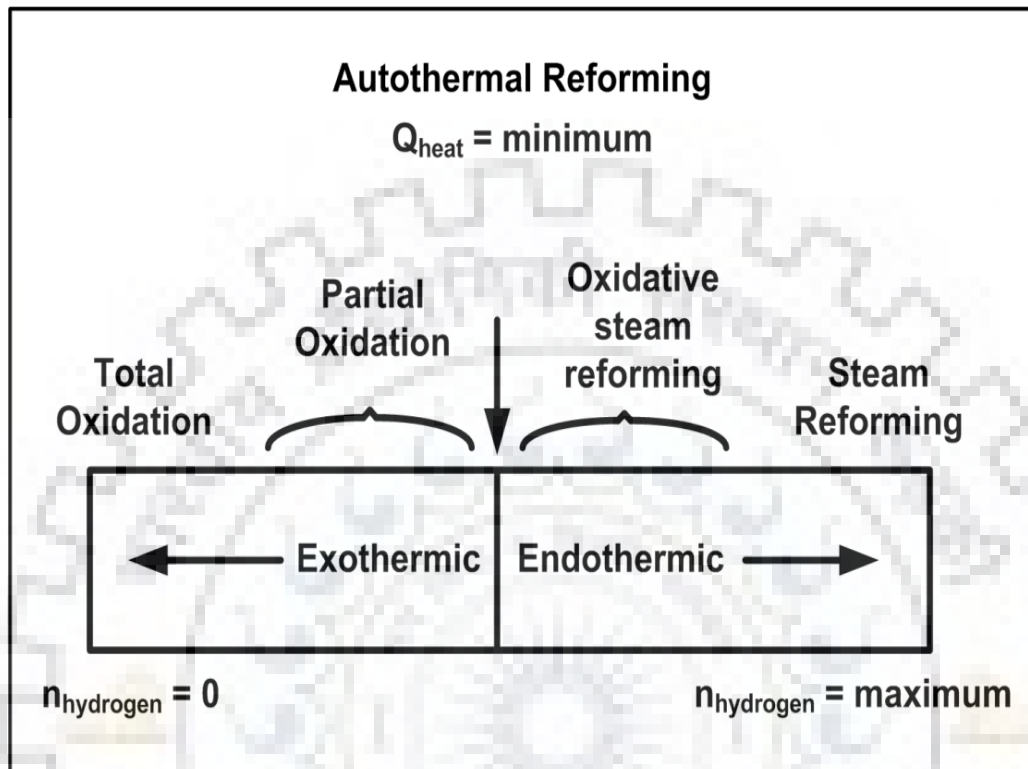 Autothermal Reforming
Qheat = minimum
Partial
Oxidation
Oxidative
steam
reforming
Total
Oxidation
Steam
Reforming
Exothermic
Endothermic
nhydrogen = 0
nhydrogen = maximum